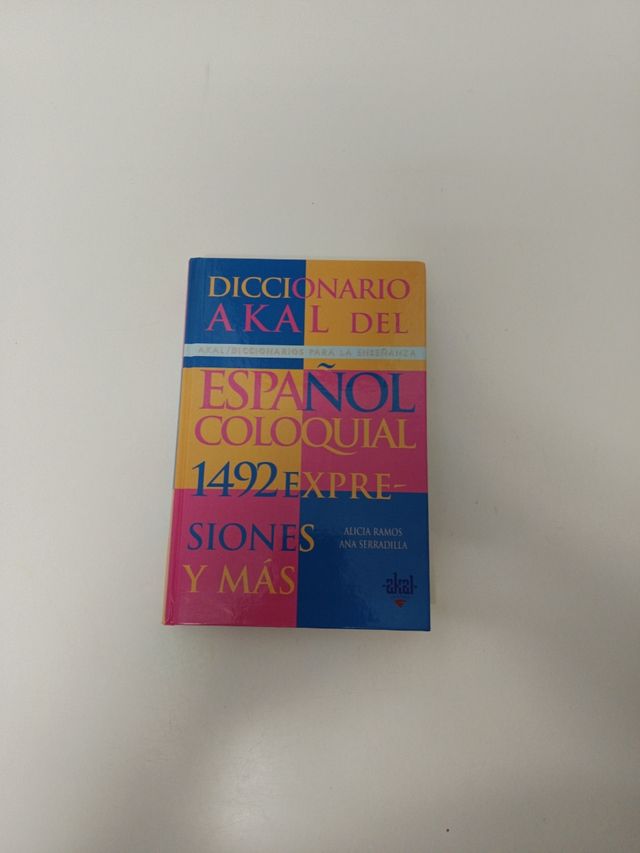 DICCIONARIO
AKAL DEL
AKAL/DICCIONARIOS PARA LA ENSEÑANZA
ESPAÑOL
COLOQUIAL
1492 EXPRE-
SIONES
Y MÁS
ALICIA RAMOS
ANA SERRADILLA
akal